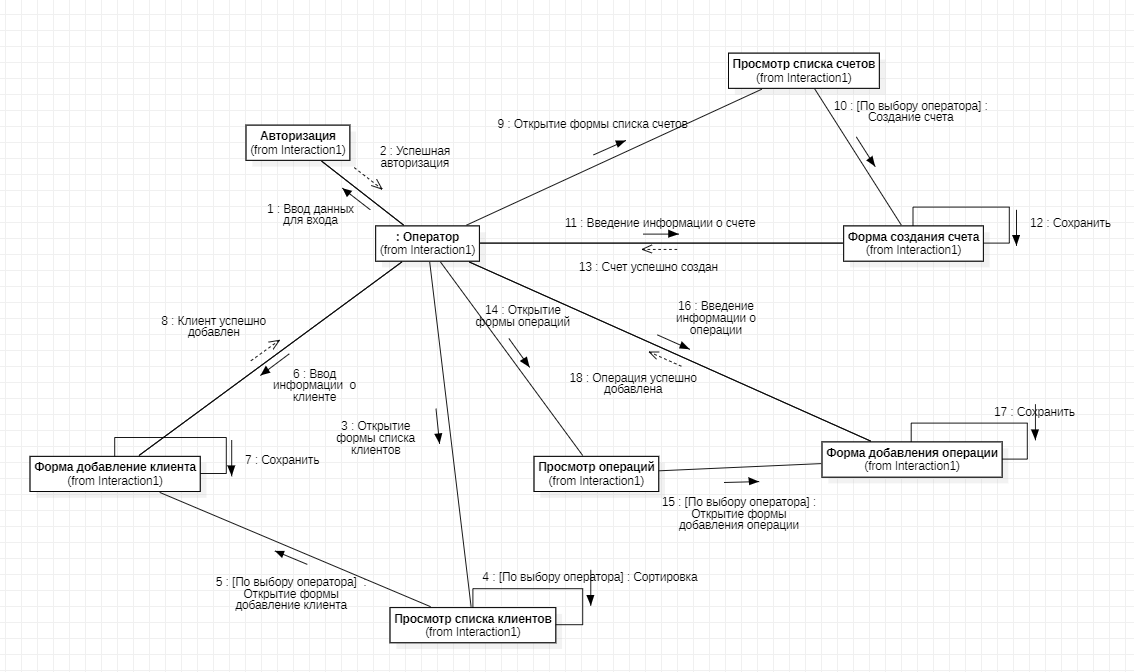 Просмотр списка счетов
(from Interaction1)
10 : [По выбору оператора] :
Создание счета
9 : Открытие формы списка счетов
Авторизация
(from Interaction1)
2 : Успешная
авторизация
1 : Ввод данных
для входа
: Оператор
(from Interaction1)
11 : Введение информации о счете
13 : Счет успешно создан
Форма создания счета
(from Interaction1)
12 : Сохранить
8 : Клиент успешно
добавлен
6 : Ввод
информации о
клиенте
14 : Открытие
формы операций
16 : Введение
информации о
операции
18 : Операция успешно
добавлена
3 : Открытие
формы списка
клиентов
17 : Сохранить
Форма добавление клиента
(from Interaction1)
7 : Сохранить
Просмотр операций
(from Interaction1)
Форма добавления операции
(from Interaction1)
15 : [По выбору оператора] :
Открытие формы
добавления операции
5 : [По выбору оператора] :
Открытие формы
добавление клиента
4 : [По выбору оператора] : Сортировка
Просмотр списка клиентов
(from Interaction1)